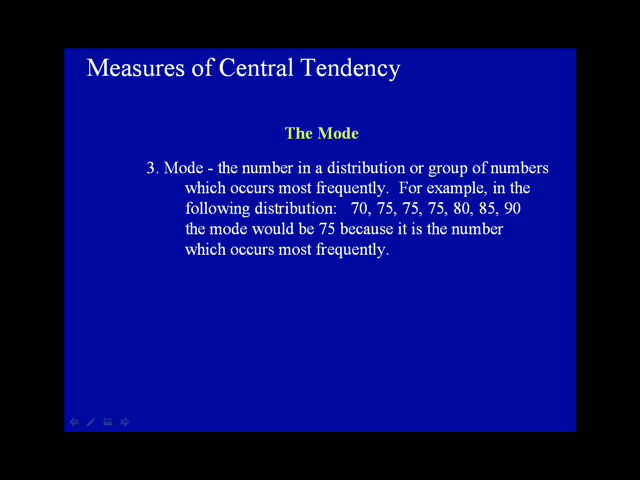 Measures of Central Tendency
The Mode
3. Mode - the number in a distribution or group of numbers
which occurs most frequently. For example, in the
following distribution: 70, 75, 75, 75, 80, 85, 90
the mode would be 75 because it is the number
which occurs most frequently.